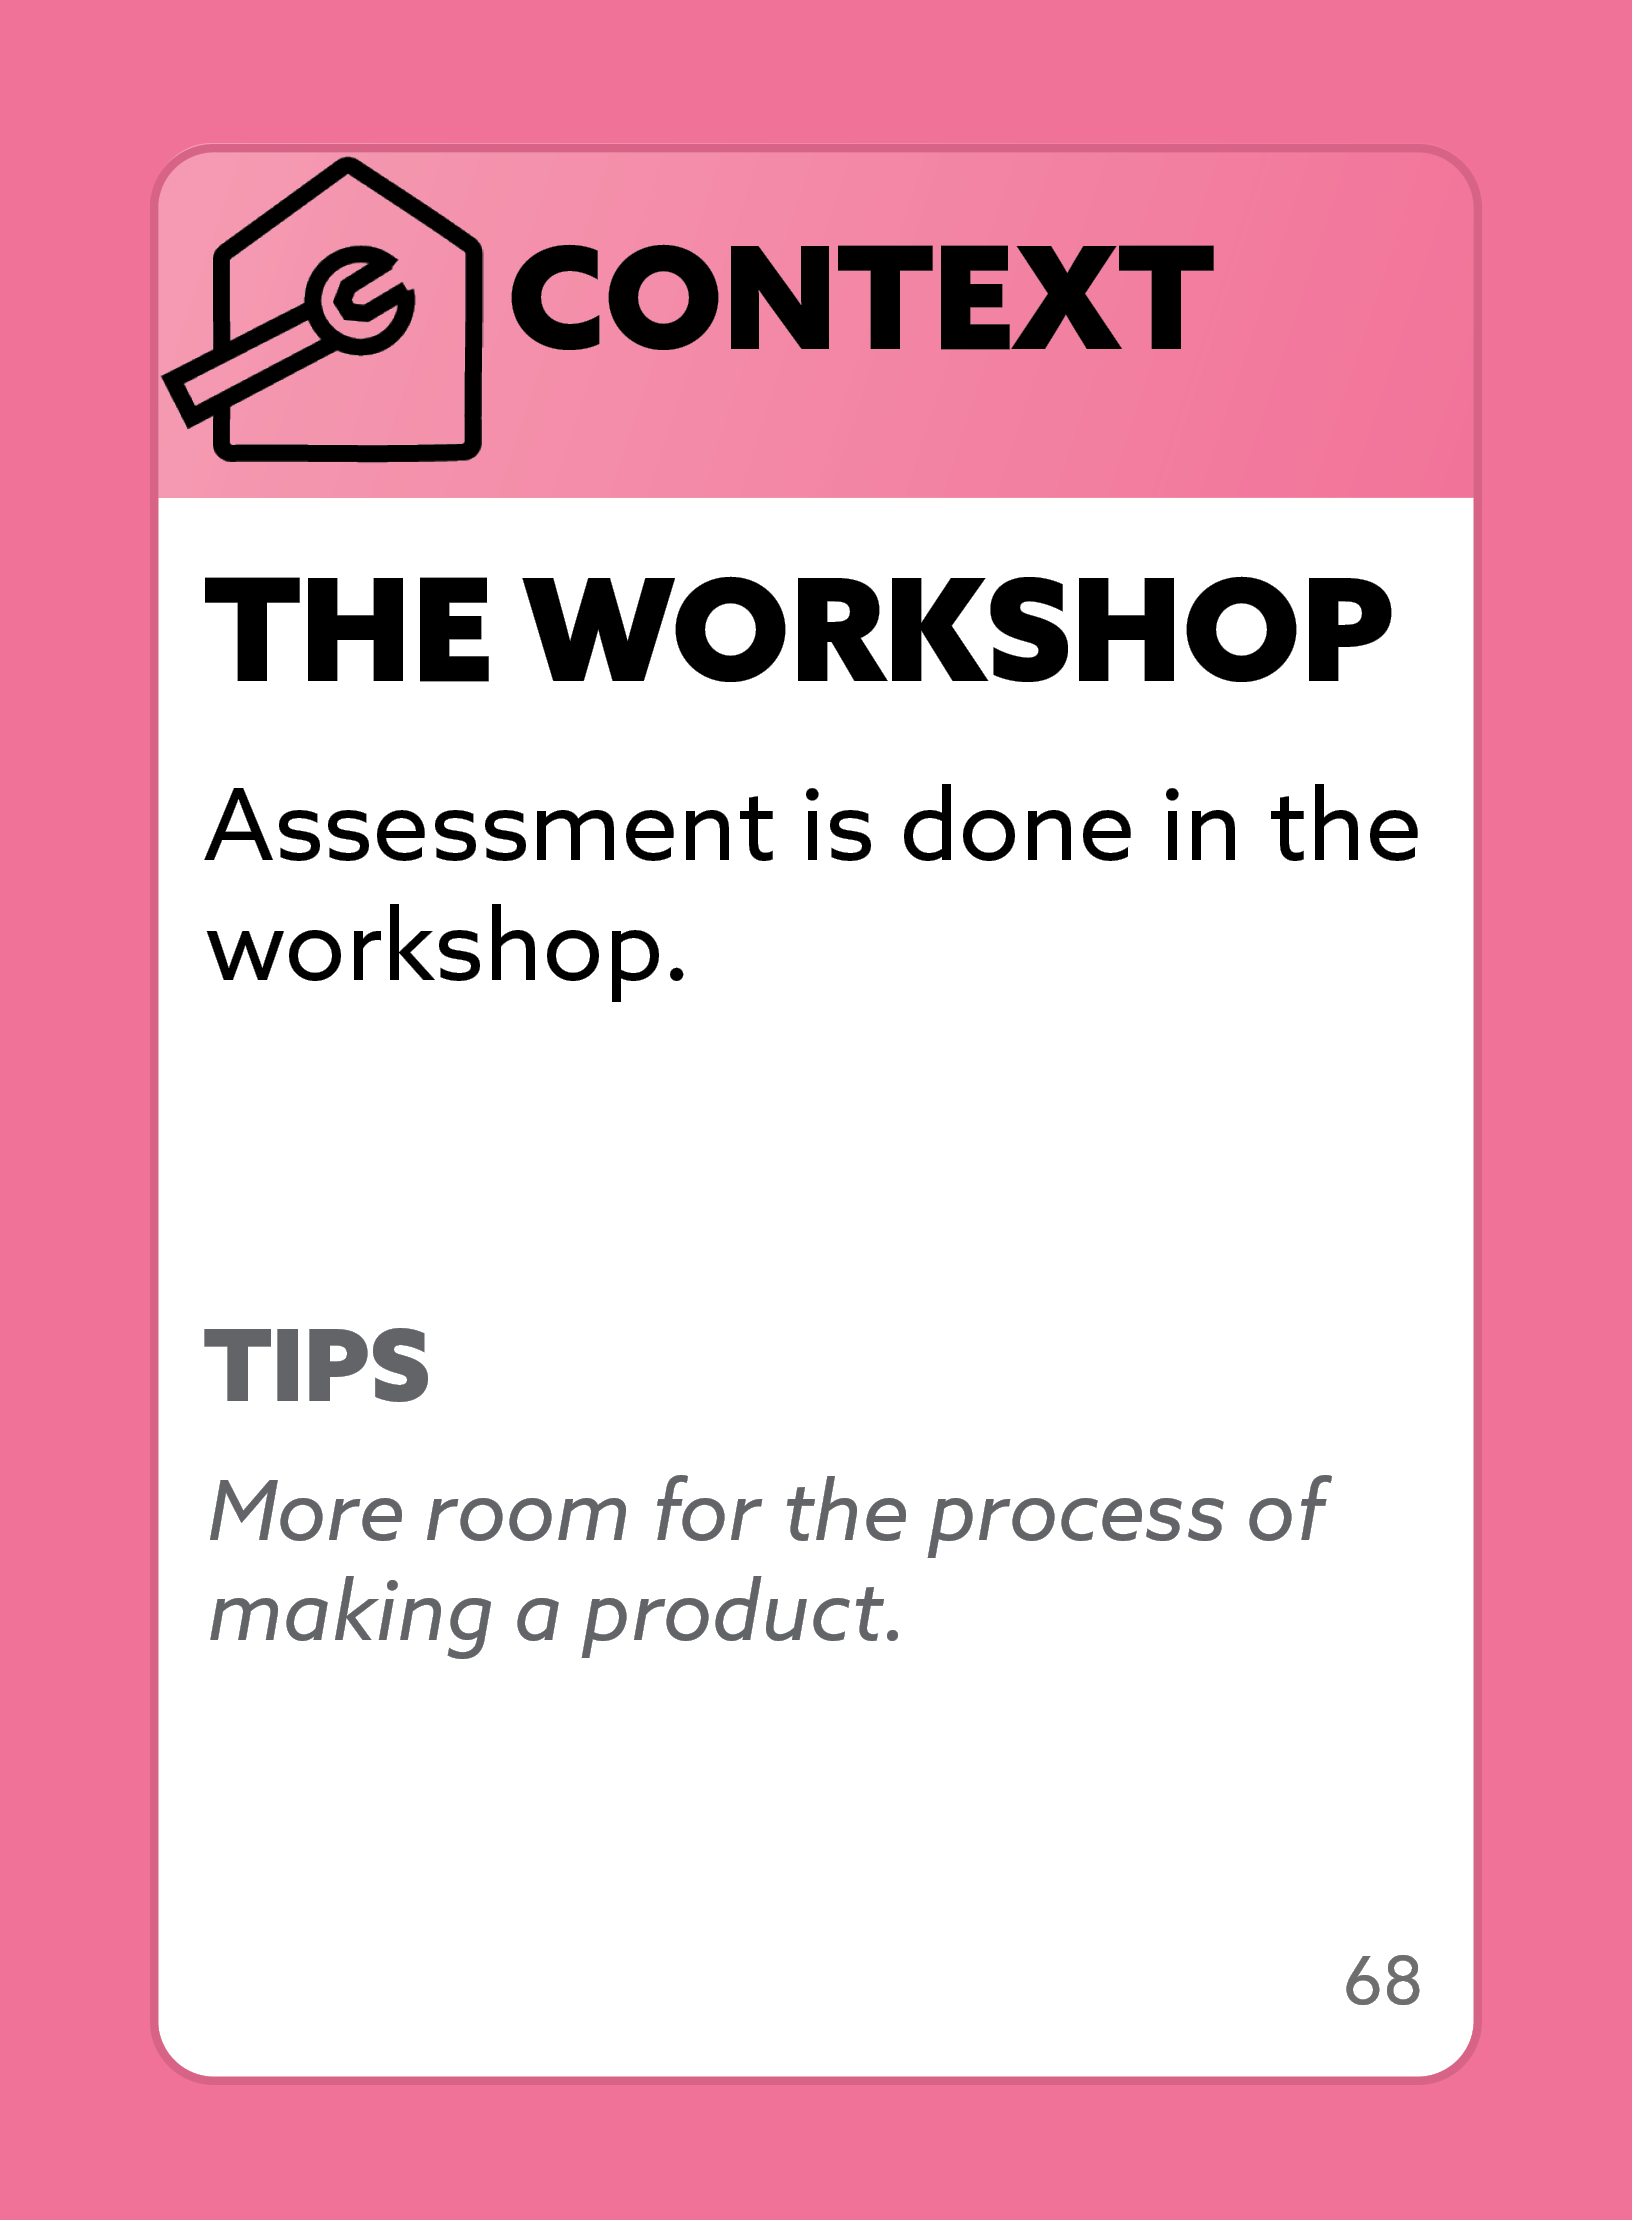 CONTEXT
THE WORKSHOP
Assessment is done in the
workshop.
TIPS
More room for the process of
making a product.
68